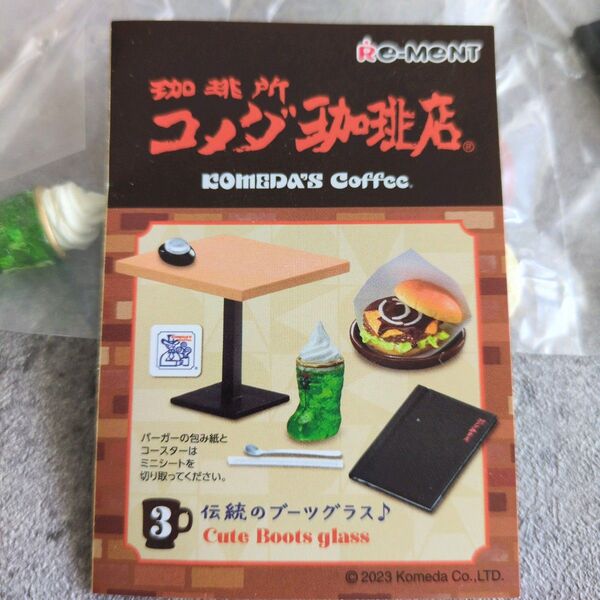 Re-MeNT
珈琲所
コメダ珈琲店®
KOMEDA'S Coffee®
バーガーの包み紙と
コースターは
ミニシートを
切り取ってください。
3 伝統のブーツグラス♪
Cute Boots glass
© 2023 Komeda Co.,LTD.